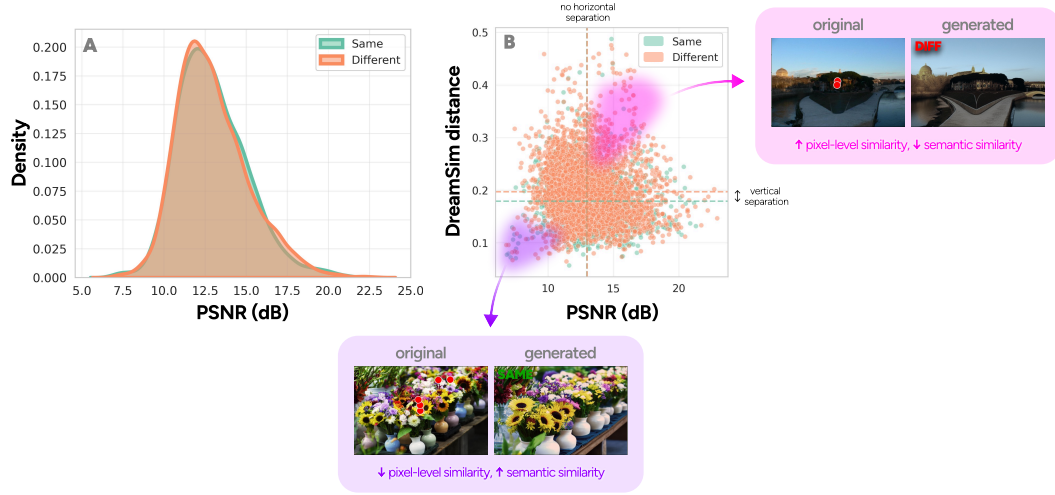 A
Same
Different
0.200
0.175
0.150
0.125
0.100
0.075
0.050
0.025
0.000
Density
5.0
7.5
10.0
12.5
15.0
17.5
20.0
22.5
25.0
PSNR (dB)
no horizontal
separation
B
Same
Different
0.5
0.4
0.3
0.2
0.1
DreamSim distance
10
15
20
PSNR (dB)
vertical
separation
original
generated
DIFF
↑ pixel-level similarity, ↓ semantic similarity
original
generated
SAME
↓ pixel-level similarity, ↑ semantic similarity